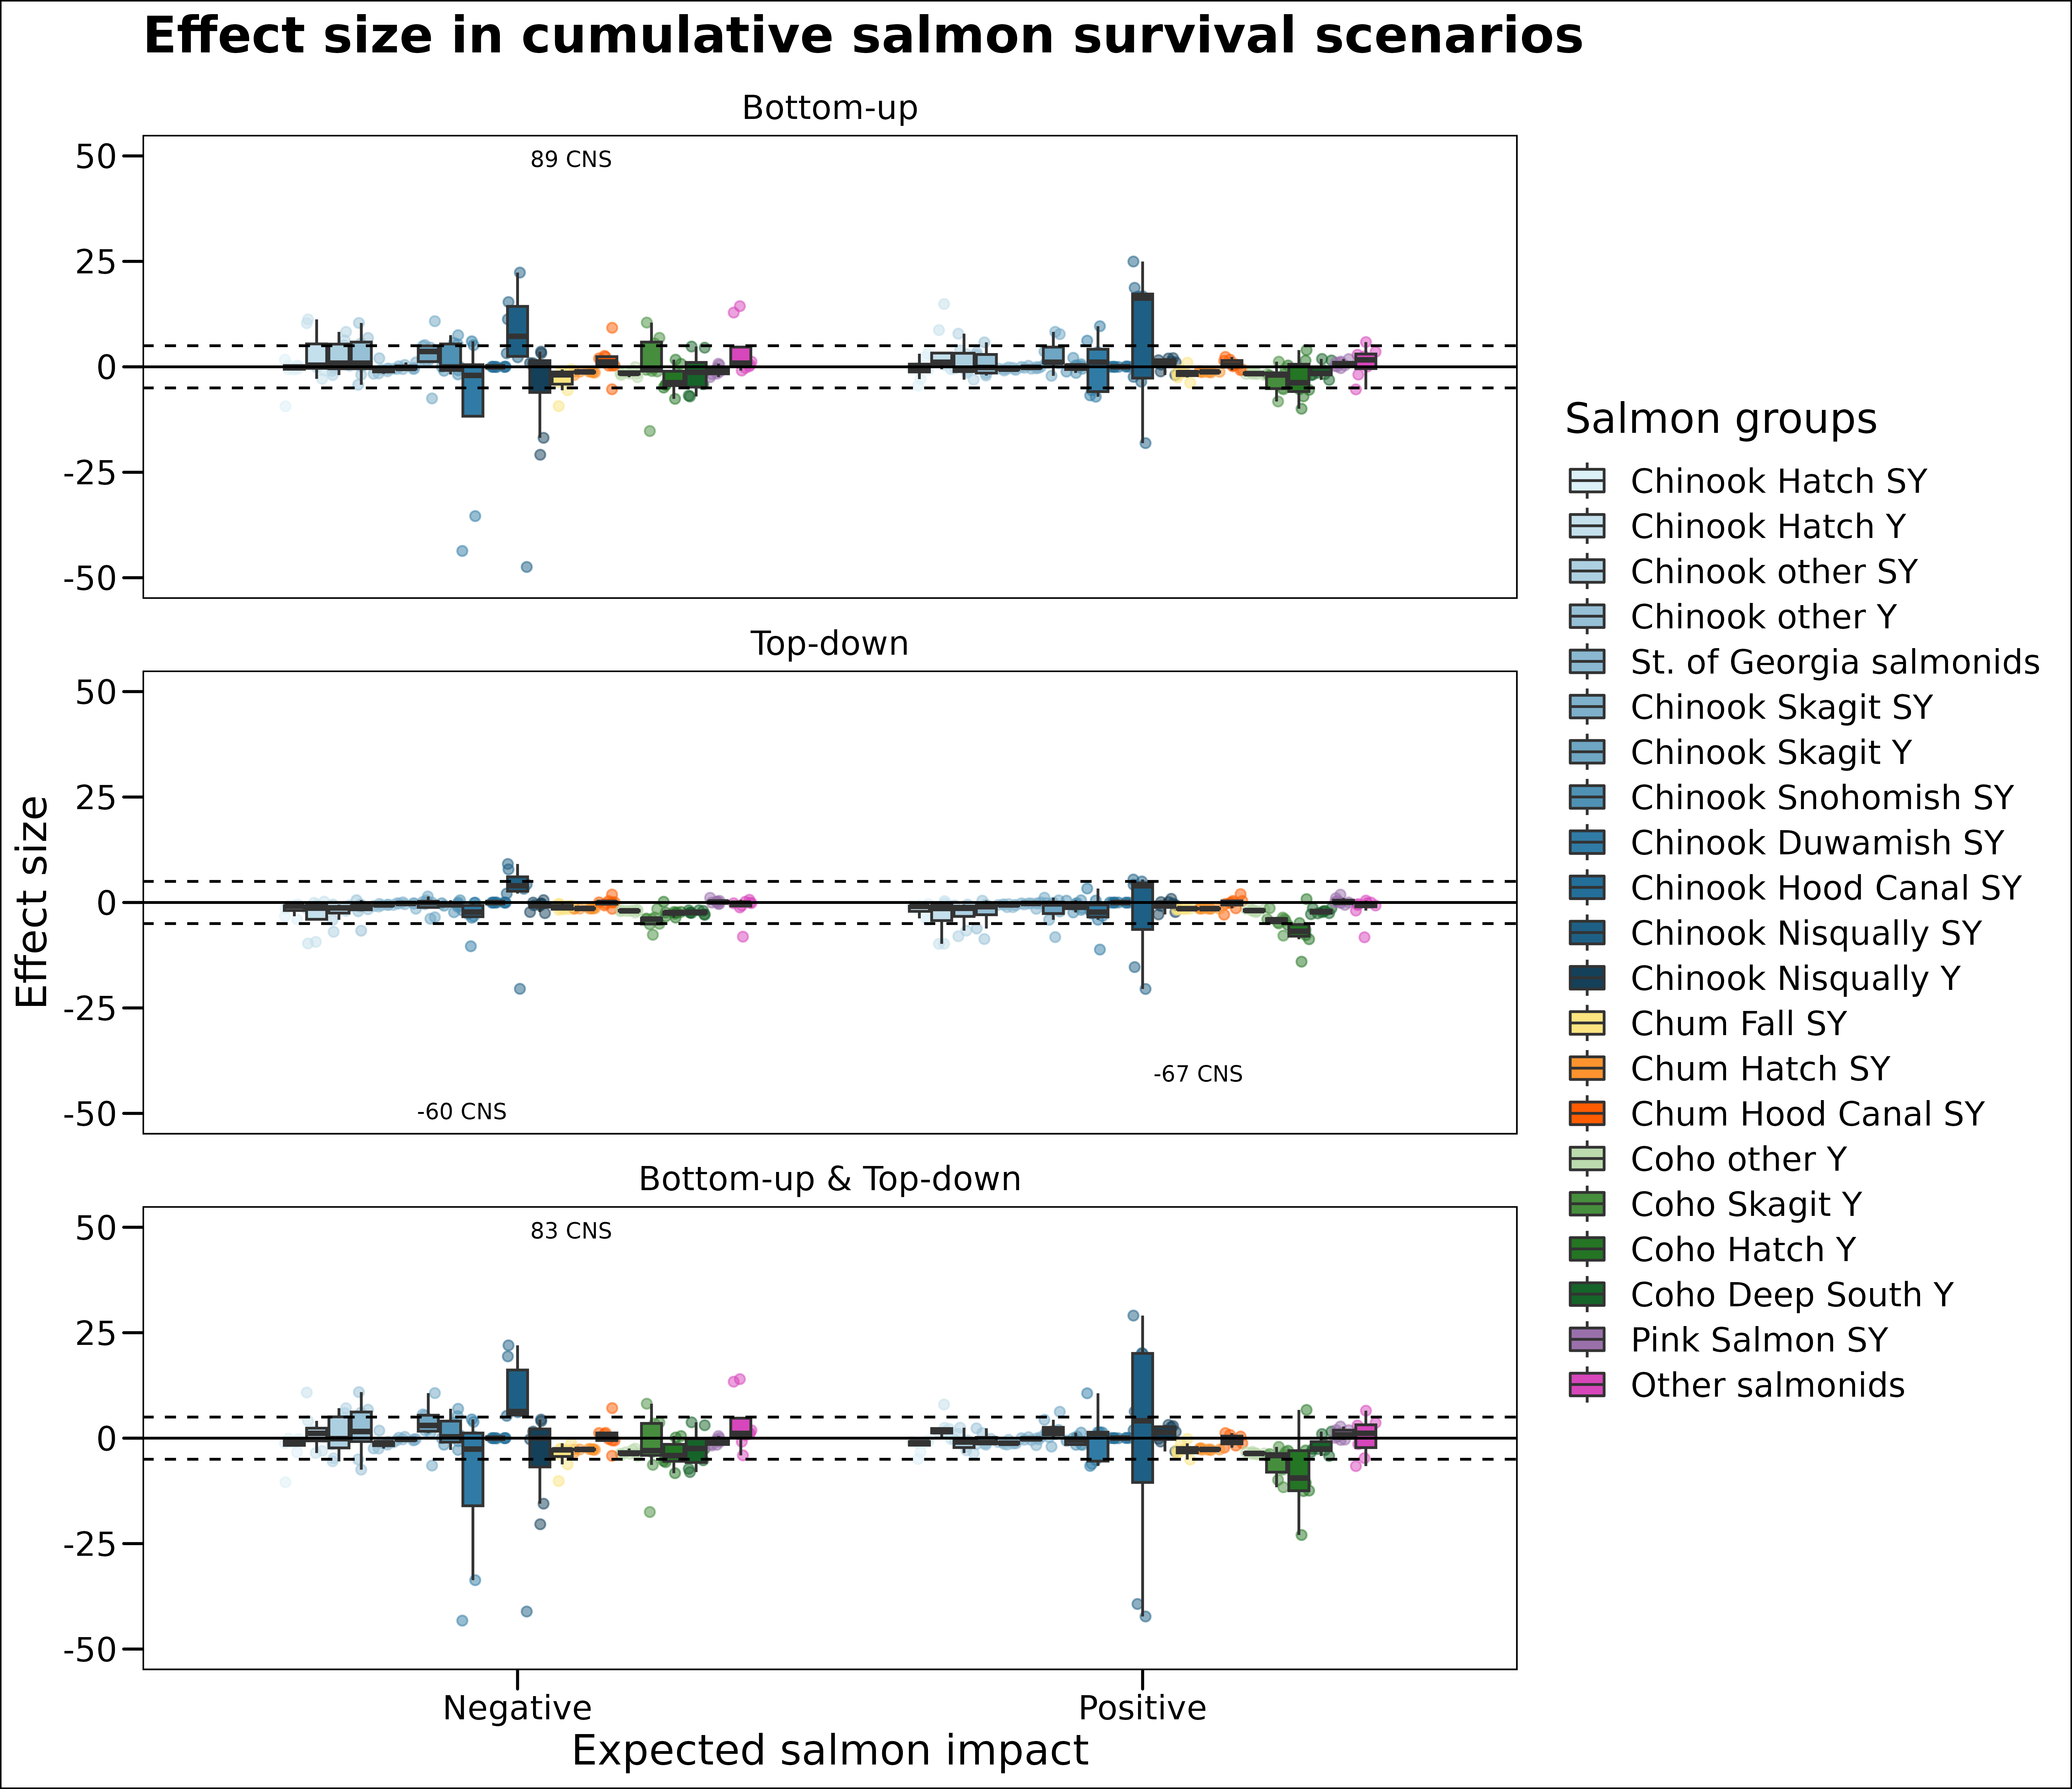 Effect size in cumulative salmon survival scenarios
Bottom-up
50
25
0
-25
-50
89 CNS
Top-down
50
25
0
-25
-50
-60 CNS
-67 CNS
Bottom-up & Top-down
50
25
0
-25
-50
83 CNS
Effect size
Negative
Positive
Expected salmon impact
Salmon groups
Chinook Hatch SY
Chinook Hatch Y
Chinook other SY
Chinook other Y
St. of Georgia salmonids
Chinook Skagit SY
Chinook Skagit Y
Chinook Snohomish SY
Chinook Duwamish SY
Chinook Hood Canal SY
Chinook Nisqually SY
Chinook Nisqually Y
Chum Fall SY
Chum Hatch SY
Chum Hood Canal SY
Coho other Y
Coho Skagit Y
Coho Hatch Y
Coho Deep South Y
Pink Salmon SY
Other salmonids